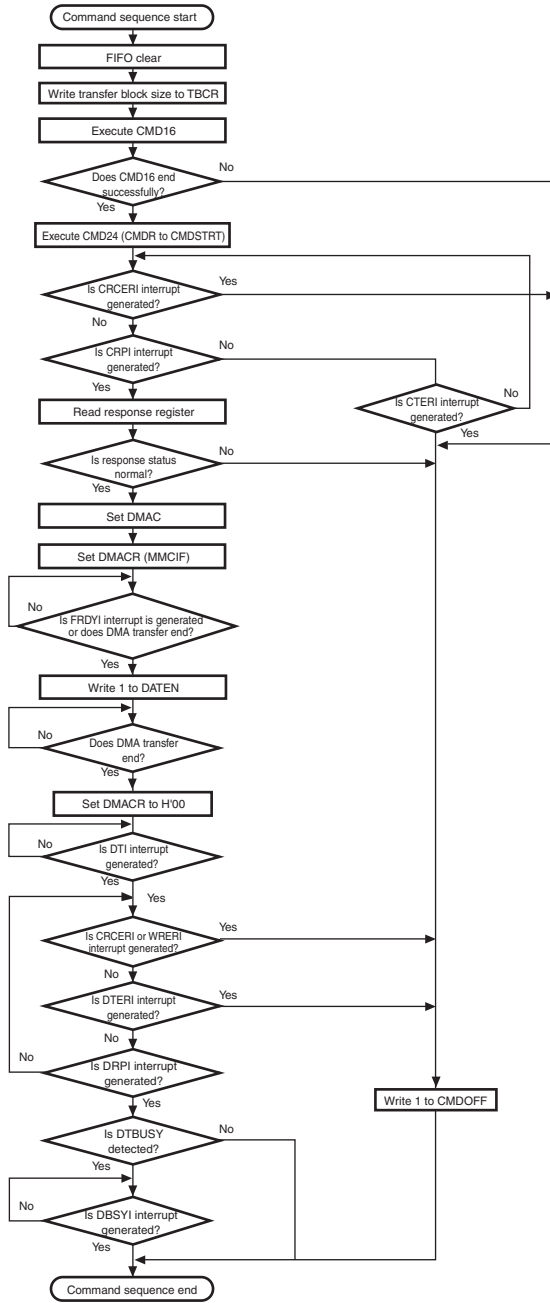 Command sequence start
FIFO clear
Write transfer block size to TBCR
Execute CMD16
No
Does CMD16 end
successfully?
Yes
Execute CMD24 (CMDR to CMDSTRT)
Yes
Is CRCERI interrupt
generated?
No
No
Is CRPI interrupt
generated?
Yes
No
Is CTERI interrupt
generated?
Yes
Read response register
No
Is response status
normal?
Yes
Set DMAC
Set DMACR (MMCIF)
No
Is FRDYI interrupt is generated
or does DMA transfer end?
Yes
Write 1 to DATEN
No
Does DMA transfer
end?
Yes
Set DMACR to H'00
No
Is DTI interrupt
generated?
Yes
Yes
Yes
Is CRCERI or WRERI
interrupt generated?
No
Yes
Is DTERI interrupt
generated?
No
No
Is DRPI interrupt
generated?
Yes
Write 1 to CMDOFF
No
Is DTBUSY
detected?
Yes
No
Is DBSYI interrupt
generated?
Yes
Command sequence end